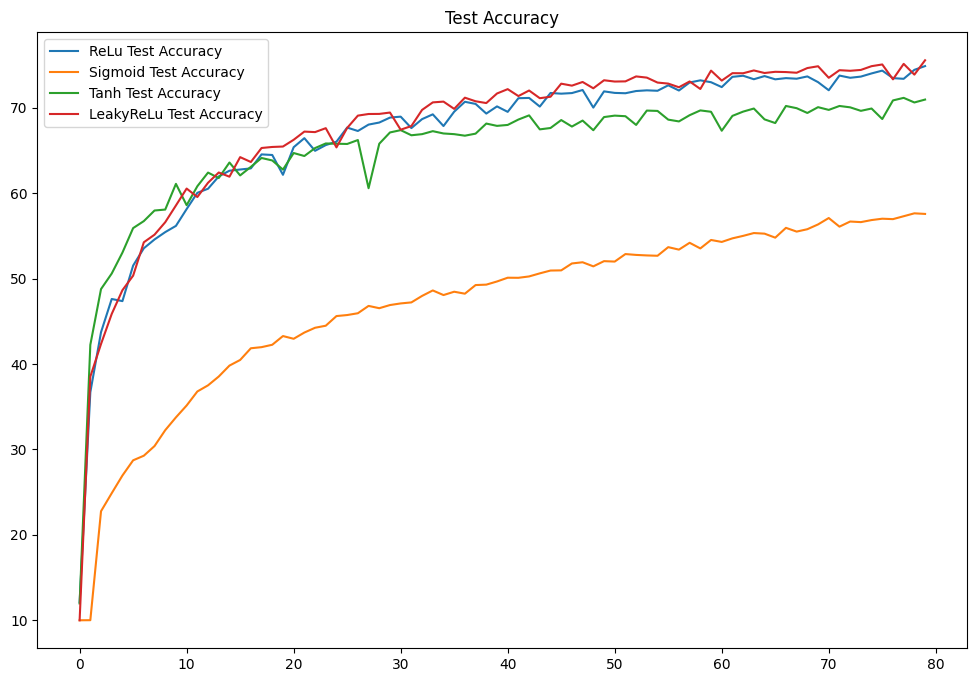 Test Accuracy
ReLu Test Accuracy
Sigmoid Test Accuracy
Tanh Test Accuracy
LeakyReLu Test Accuracy
70
60
50
40
30
20
10
0 10 20 30 40 50 60 70 80